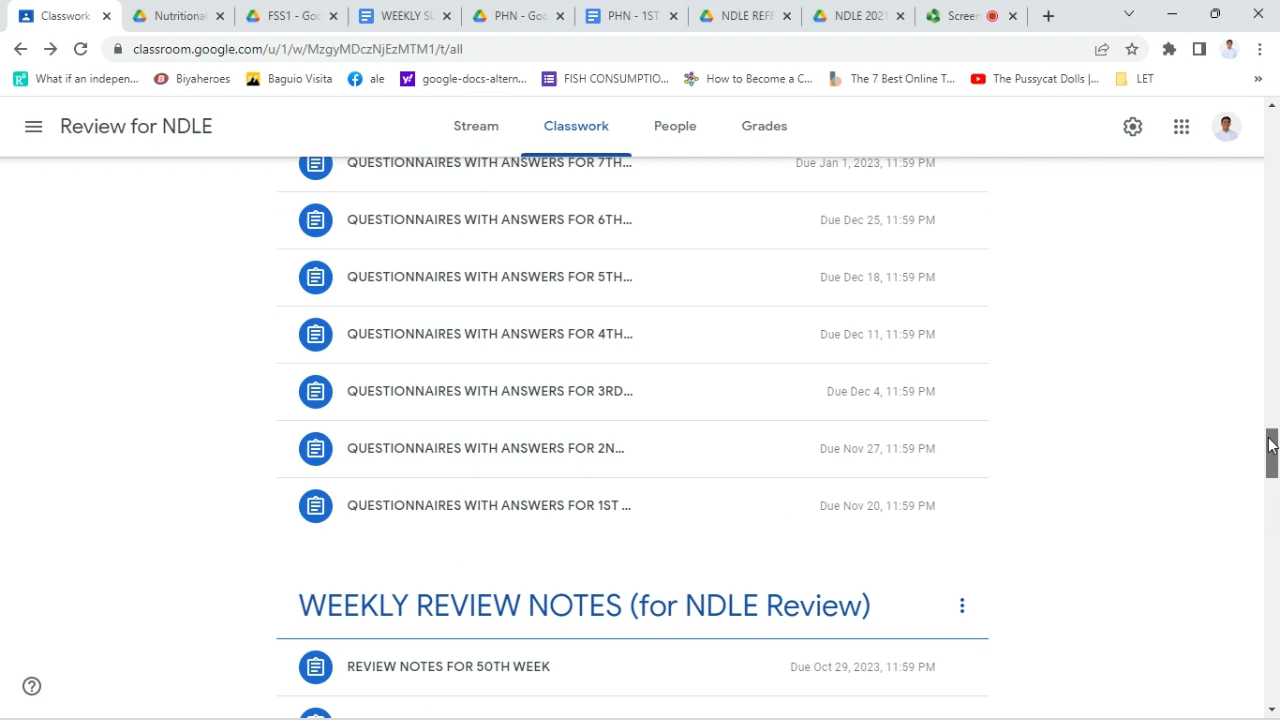 Classwork
Nutritional
FSS1 - Goo
WEEKLY SU
PHN - Goo
PHN - 1ST
NDLE REFE
NDLE 2021
Screen
classroom.google.com/u/1/w/MzgyMDczNjEzMTM1/t/all
What if an indepen...
Biyaheroes
Baguio Visita
ale
google-docs-altern...
FISH CONSUMPTIO...
How to Become a C...
The 7 Best Online T...
The Pussycat Dolls |...
LET
»
Review for NDLE
Stream
Classwork
People
Grades
QUESTIONNAIRES WITH ANSWERS FOR 7TH... Due Jan 1, 2023, 11:59 PM
QUESTIONNAIRES WITH ANSWERS FOR 6TH... Due Dec 25, 11:59 PM
QUESTIONNAIRES WITH ANSWERS FOR 5TH... Due Dec 18, 11:59 PM
QUESTIONNAIRES WITH ANSWERS FOR 4TH... Due Dec 11, 11:59 PM
QUESTIONNAIRES WITH ANSWERS FOR 3RD... Due Dec 4, 11:59 PM
QUESTIONNAIRES WITH ANSWERS FOR 2N... Due Nov 27, 11:59 PM
QUESTIONNAIRES WITH ANSWERS FOR 1ST ... Due Nov 20, 11:59 PM
WEEKLY REVIEW NOTES (for NDLE Review)
REVIEW NOTES FOR 50TH WEEK Due Oct 29, 2023, 11:59 PM